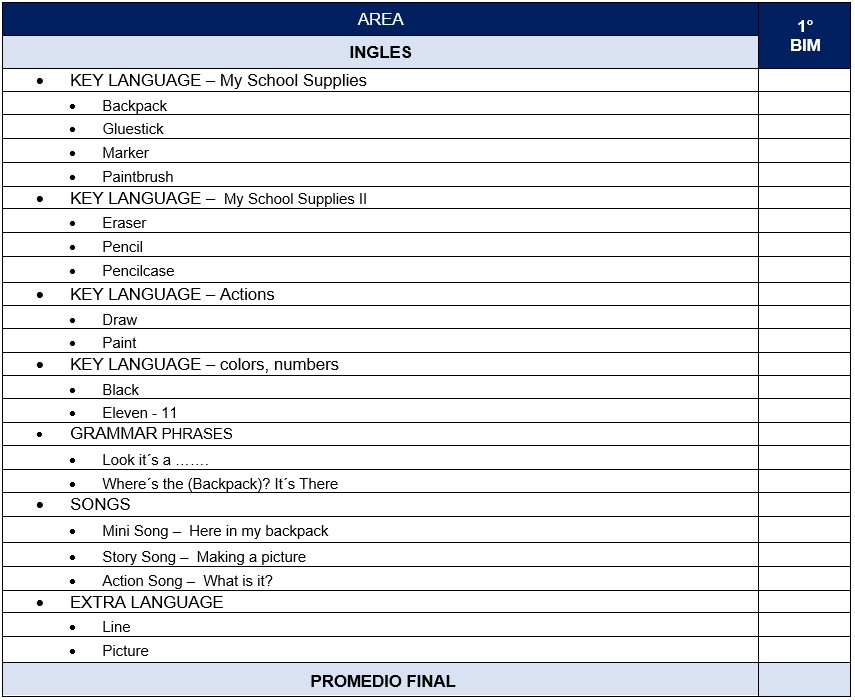 AREA
1°
BIM
INGLES
• KEY LANGUAGE – My School Supplies
• Backpack
• Gluestick
• Marker
• Paintbrush
• KEY LANGUAGE – My School Supplies II
• Eraser
• Pencil
• Pencilcase
• KEY LANGUAGE – Actions
• Draw
• Paint
• KEY LANGUAGE – colors, numbers
• Black
• Eleven - 11
• GRAMMAR PHRASES
• Look it´s a …….
• Where´s the (Backpack)? It´s There
• SONGS
• Mini Song – Here in my backpack
• Story Song – Making a picture
• Action Song – What is it?
• EXTRA LANGUAGE
• Line
• Picture
PROMEDIO FINAL